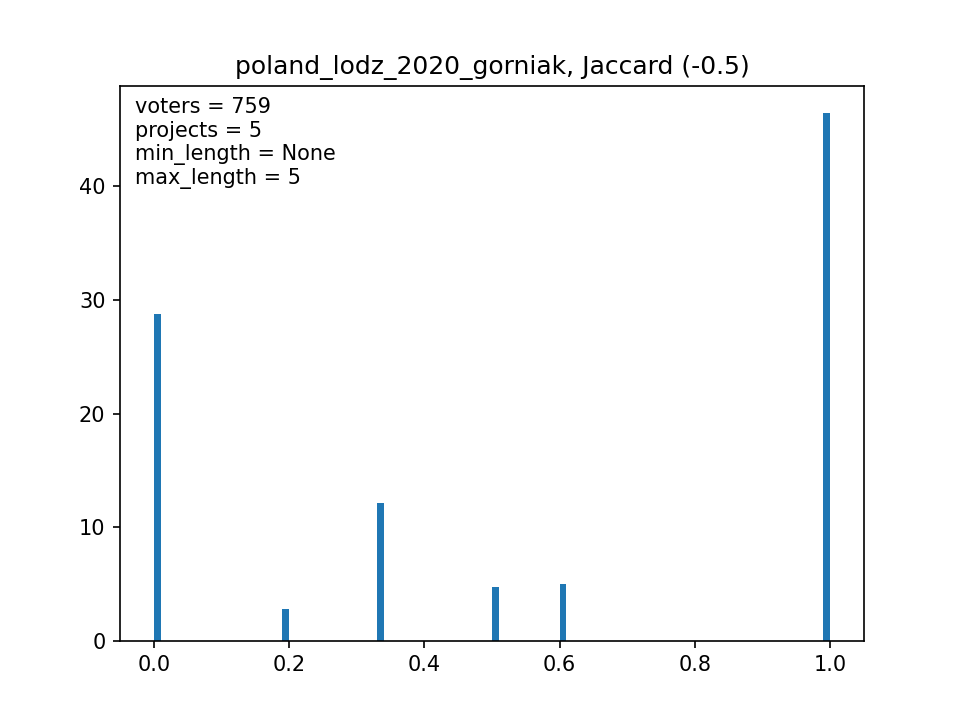 poland_lodz_2020_gorniak, Jaccard (-0.5)
voters = 759
projects = 5
min_length = None
max_length = 5
40
30
20
10
0
0.0 0.2 0.4 0.6 0.8 1.0